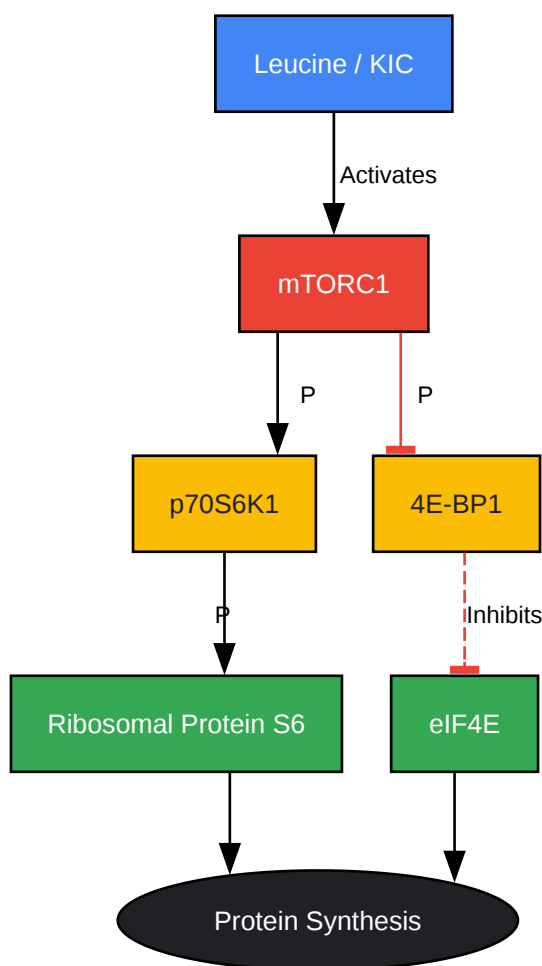 Leucine / KIC
Activates
mTORC1
P
P
p70S6K1
4E-BP1
P
Inhibits
Ribosomal Protein S6
eIF4E
Protein Synthesis